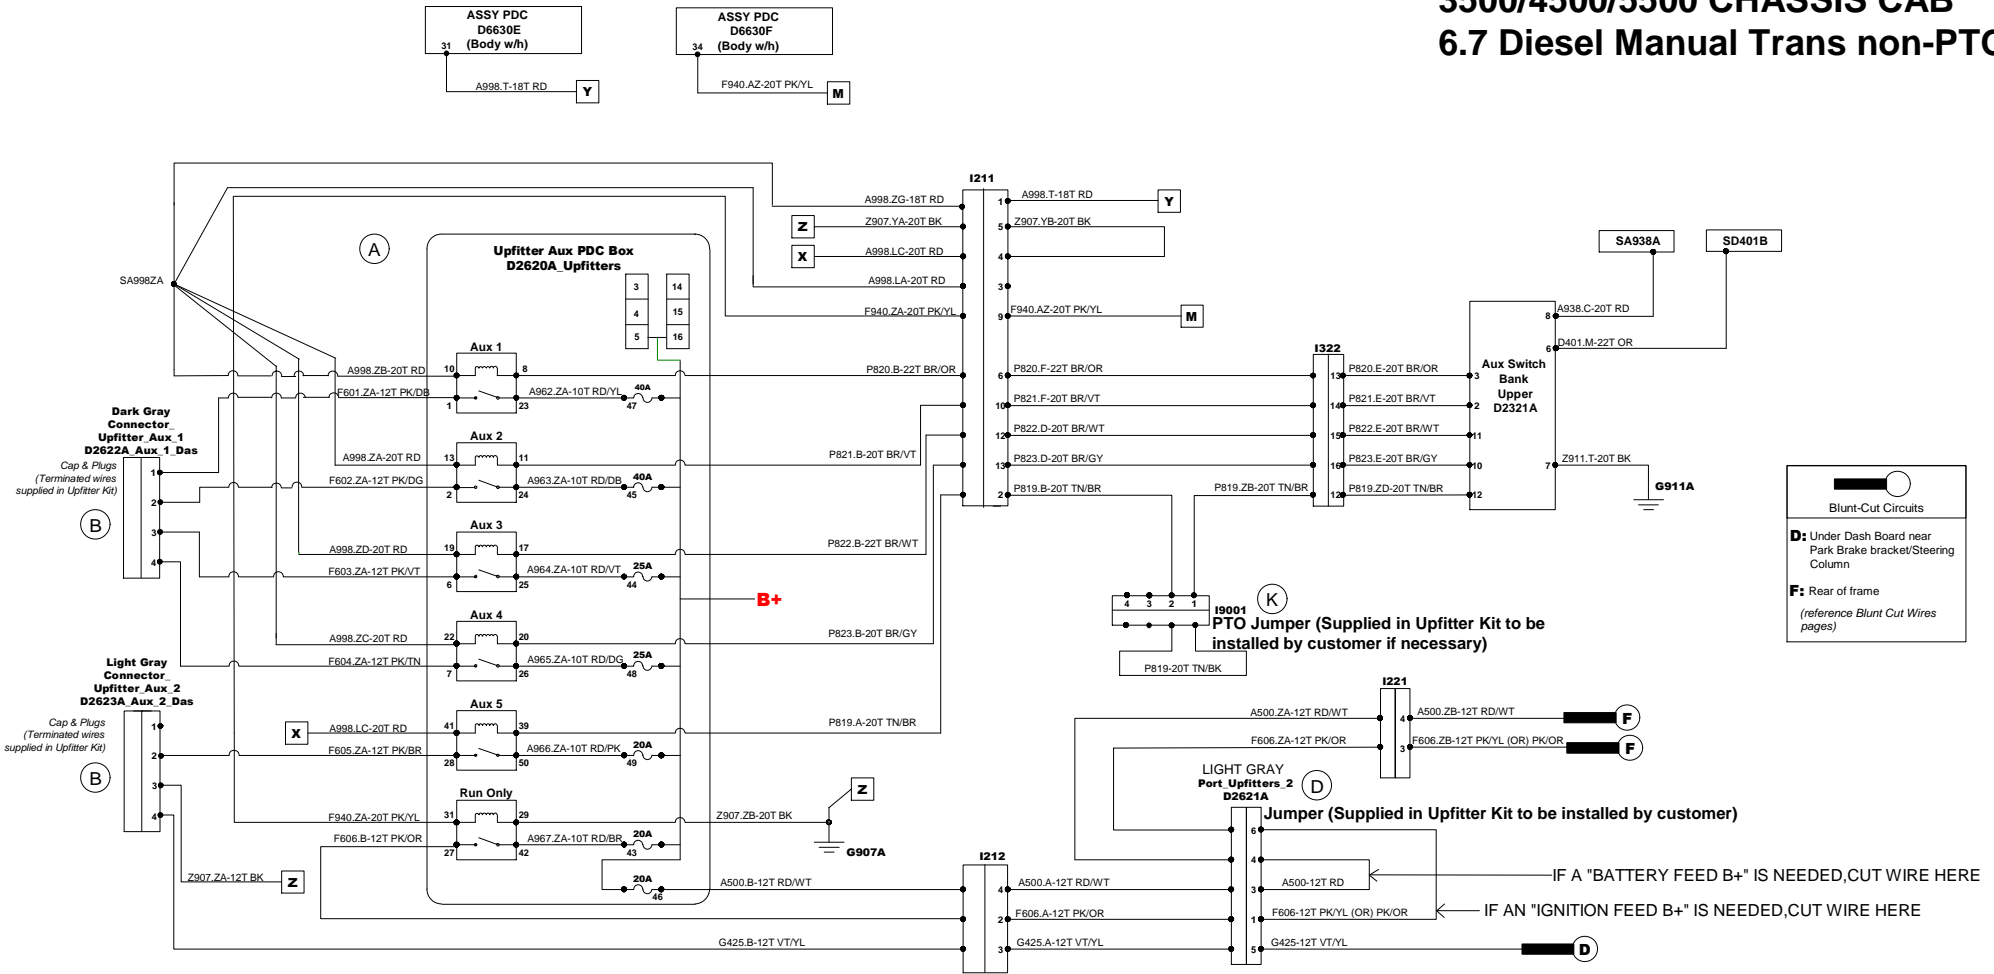 3500/4500/5500 CHASSIS CAB
6.7 Diesel Manual Trans non-PTO
ASSY PDC
D6630E
(Body w/h)
31
A998.T-18T RD
Y
ASSY PDC
D6630F
(Body w/h)
34
F940.AZ-20T PK/YL
M
SA998ZA
A
Upfitter Aux PDC Box
D2620A_Upfitters
3 14
4 15
5 16
Aux 1
A998.ZB-20T RD 10 8
F601.ZA-12T PK/DB 1 23 A962.ZA-10T RD/YL 40A 47
Aux 2
A998.ZA-20T RD 13 11
F602.ZA-12T PK/DG 2 24 A963.ZA-10T RD/DB 40A 45
Aux 3
A998.ZD-20T RD 19 17
F603.ZA-12T PK/VT 6 25 A964.ZA-10T RD/VT 25A 44
B+
Aux 4
A998.ZC-20T RD 22 20
F604.ZA-12T PK/TN 7 26 A965.ZA-10T RD/DG 25A 48
Aux 5
X A998.LC-20T RD 41 39
F605.ZA-12T PK/BR 28 50 A966.ZA-10T RD/PK 20A 49
Run Only
F940.ZA-20T PK/YL 31 29 Z907.ZB-20T BK
F606.B-12T PK/OR 27 42 A967.ZA-10T RD/BR 20A 43
20A 46 A500.B-12T RD/WT
Z
G907A
Dark Gray
Connector_
Upfitter_Aux_1
D2622A_Aux_1_Das
Cap & Plugs
(Terminated wires
supplied in Upfitter Kit)
1
2
3
4
B
Light Gray
Connector_
Upfitter_Aux_2
D2623A_Aux_2_Das
Cap & Plugs
(Terminated wires
supplied in Upfitter Kit)
1
2
3
4
B
Z907.ZA-12T BK Z
G425.B-12T VT/YL
I211
A998.ZG-18T RD 1 A998.T-18T RD Y
Z Z907.YA-20T BK 5 Z907.YB-20T BK
X A998.LC-20T RD 4
A998.LA-20T RD 3
F940.ZA-20T PK/YL 9 F940.AZ-20T PK/YL M
P820.B-22T BR/OR 6 P820.F-22T BR/OR
P821.B-20T BR/VT 10 P821.F-20T BR/VT
P822.B-22T BR/WT 12 P822.D-20T BR/WT
P823.B-20T BR/GY 13 P823.D-20T BR/GY
P819.A-20T TN/BR 2 P819.B-20T TN/BR
I322
13 P820.E-20T BR/OR 3
14 P821.E-20T BR/VT 2
15 P822.E-20T BR/WT 11
16 P823.E-20T BR/GY 10
P819.ZB-20T TN/BR 12 P819.ZD-20T TN/BR 12
Aux Switch
Bank
Upper
D2321A
SA938A
SD401B
8 A938.C-20T RD
6 D401.M-22T OR
7 Z911.T-20T BK
G911A
4 3 2 1
I9001
K
PTO Jumper (Supplied in Upfitter Kit to be
installed by customer if necessary)
P819-20T TN/BK
Blunt-Cut Circuits
D: Under Dash Board near
Park Brake bracket/Steering
Column
F: Rear of frame
(reference Blunt Cut Wires
pages)
I221
A500.ZA-12T RD/WT 4 A500.ZB-12T RD/WT F
F606.ZA-12T PK/OR 3 F606.ZB-12T PK/YL (OR) PK/OR F
LIGHT GRAY
Port_Upfitters_2
D2621A
D
Jumper (Supplied in Upfitter Kit to be installed by customer)
6
4
3 A500-12T RD
1 F606-12T PK/YL (OR) PK/OR
5 G425-12T VT/YL D
IF A "BATTERY FEED B+" IS NEEDED,CUT WIRE HERE
IF AN "IGNITION FEED B+" IS NEEDED,CUT WIRE HERE
I212
4 A500.A-12T RD/WT
2 F606.A-12T PK/OR
3 G425.A-12T VT/YL